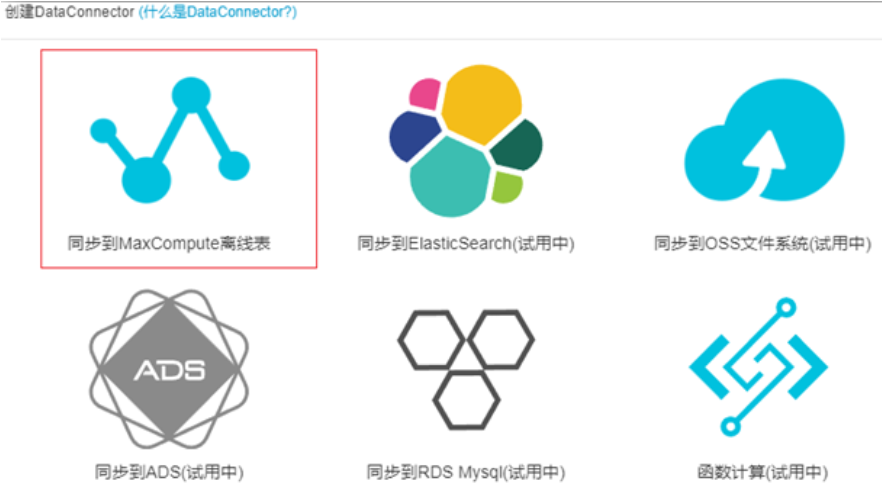 创建DataConnector (什么是DataConnector?)
同步到MaxCompute离线表
同步到ElasticSearch(试用中)
同步到OSS文件系统(试用中)
ADS
同步到ADS(试用中)
同步到RDS Mysql(试用中)
函数计算(试用中)